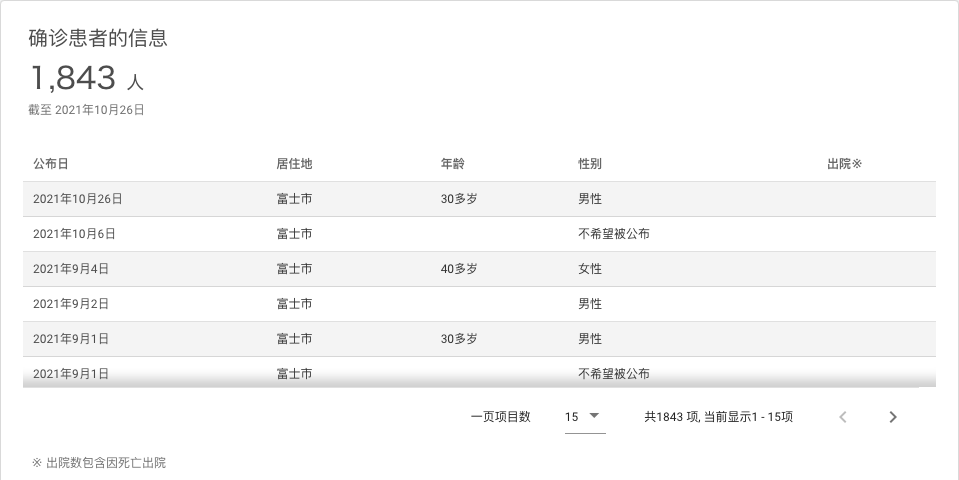 确诊患者的信息
1,843 人
截至 2021年10月26日
公布日 居住地 年龄 性别 出院※
2021年10月26日 富士市 30多岁 男性
2021年10月6日 富士市 不希望被公布
2021年9月4日 富士市 40多岁 女性
2021年9月2日 富士市 男性
2021年9月1日 富士市 30多岁 男性
2021年9月1日 富士市 不希望被公布
一页项目数 15 共1843 项, 当前显示1 - 15项
※ 出院数包含因死亡出院